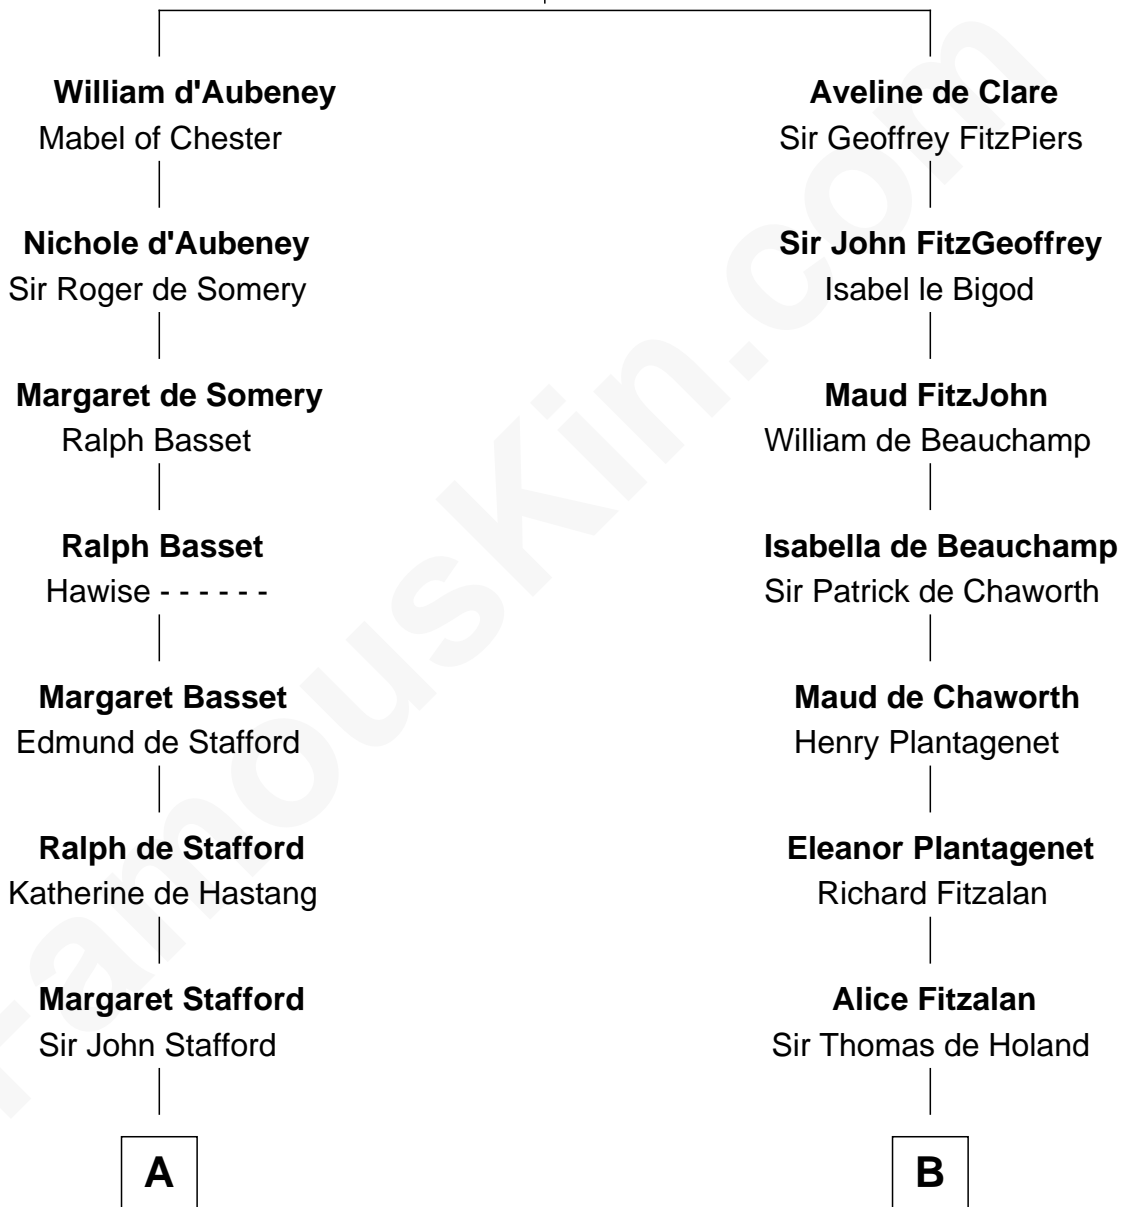 William d'Aubeney
Mabel of Chester
Nichole d'Aubeney
Sir Roger de Somery
Margaret de Somery
Ralph Basset
Ralph Basset
Hawise - - - - - -
Margaret Basset
Edmund de Stafford
Ralph de Stafford
Katherine de Hastang
Margaret Stafford
Sir John Stafford
A
Aveline de Clare
Sir Geoffrey FitzPiers
Sir John FitzGeoffrey
Isabel le Bigod
Maud FitzJohn
William de Beauchamp
Isabella de Beauchamp
Sir Patrick de Chaworth
Maud de Chaworth
Henry Plantagenet
Eleanor Plantagenet
Richard Fitzalan
Alice Fitzalan
Sir Thomas de Holand
B
FamousKin.com